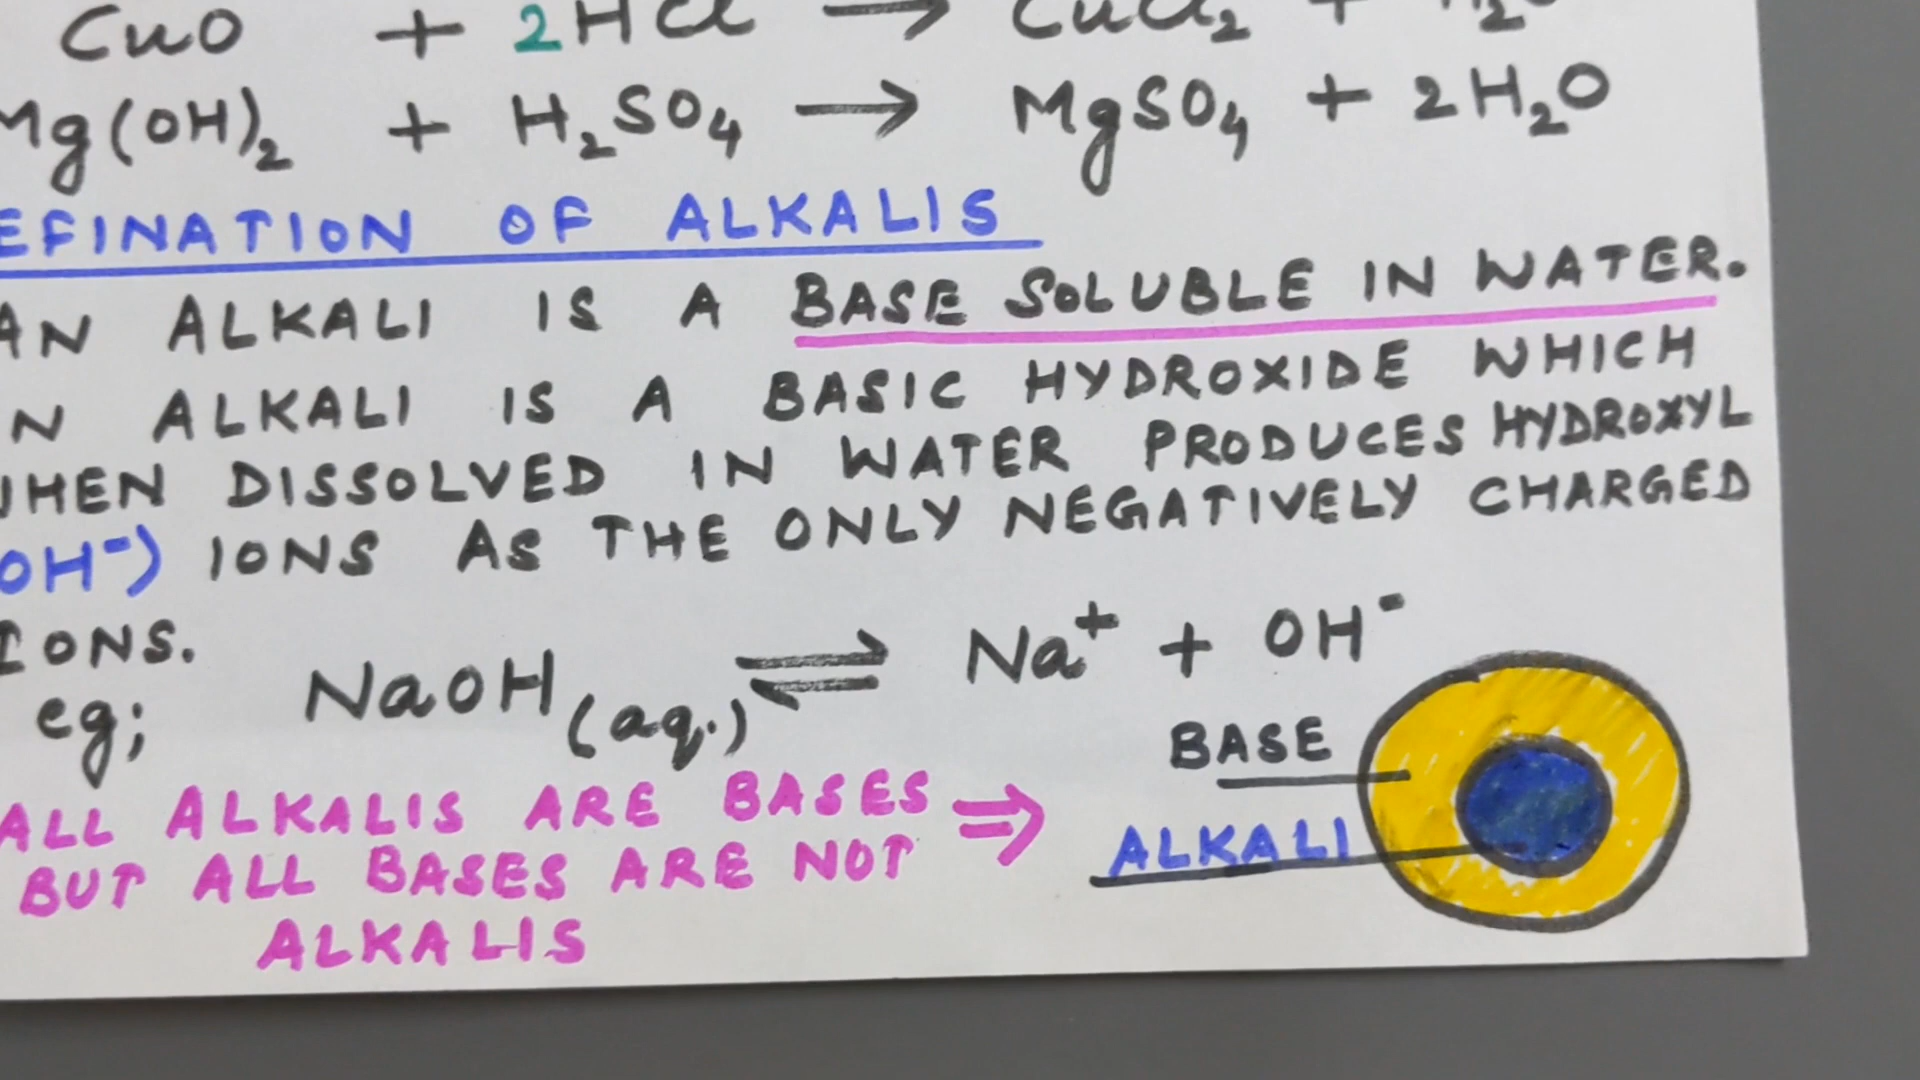 CuO + 2HCl → CuCl₂ + H₂O
Mg(OH)₂ + H₂SO₄ → MgSO₄ + 2H₂O
EFINATION OF ALKALIS
AN ALKALI IS A BASE SOLUBLE IN WATER.
N ALKALI IS A BASIC HYDROXIDE WHICH
WHEN DISSOLVED IN WATER PRODUCES HYDROXYL
OH⁻) IONS AS THE ONLY NEGATIVELY CHARGED
IONS.
eg; NaOH(aq.) ⇌ Na⁺ + OH⁻
ALL ALKALIS ARE BASES ⇒
BUT ALL BASES ARE NOT
ALKALIS
BASE
ALKALI